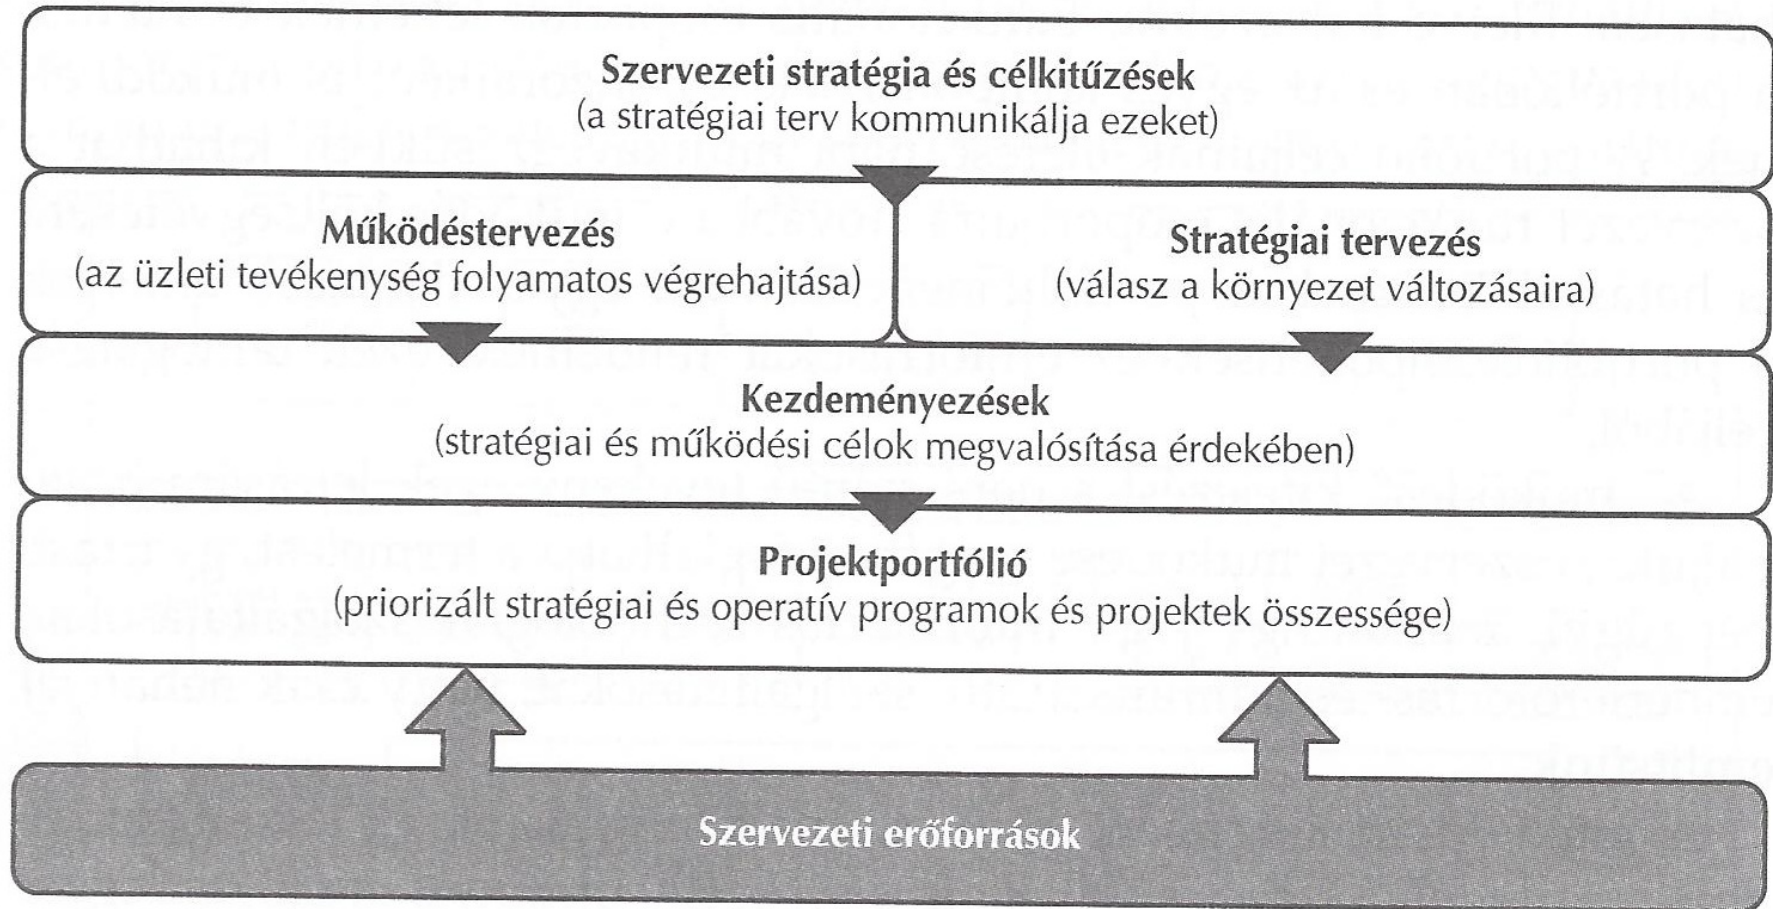 Szervezeti stratégia és célkitűzések
(a stratégiai terv kommunikálja ezeket)
Működéstervezés
(az üzleti tevékenység folyamatos végrehajtása)
Stratégiai tervezés
(válasz a környezet változásaira)
Kezdeményezések
(stratégiai és működési célok megvalósítása érdekében)
Projektportfólió
(priorizált stratégiai és operatív programok és projektek összessége)
Szervezeti erőforrások